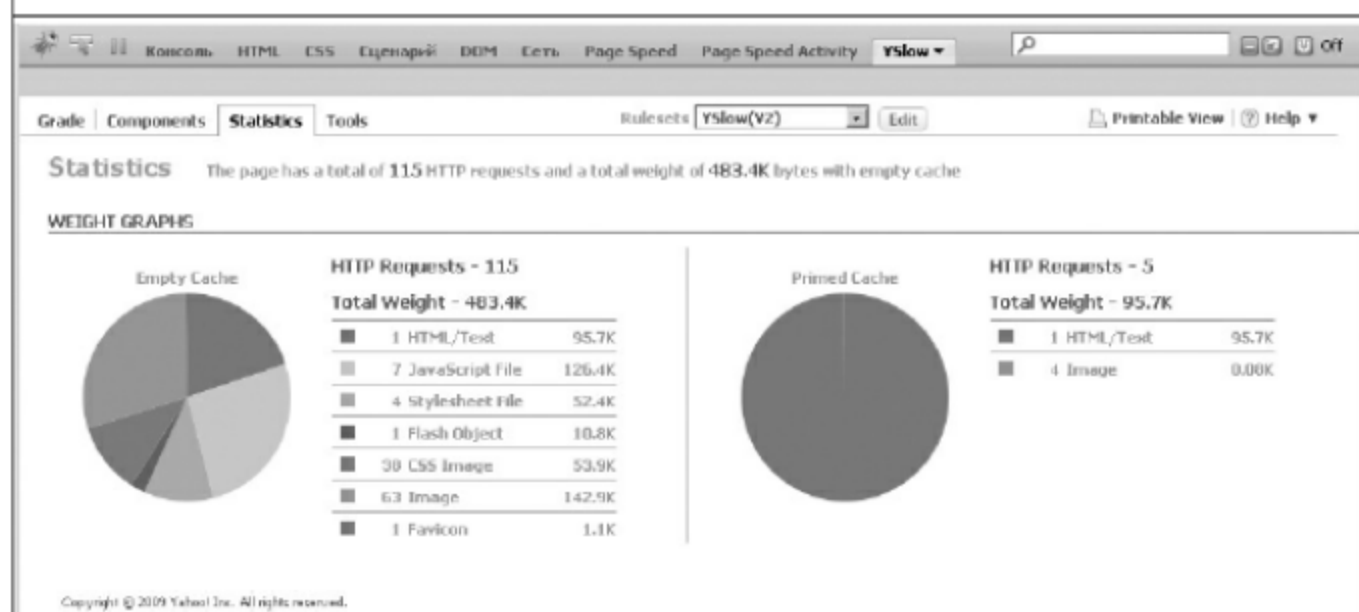 Консоль HTML CSS Сценарий DOM Сеть Page Speed Page Speed Activity YSlow Off
Grade Components Statistics Tools Rulesets YSlow(V2) Edit Printable View Help
Statistics The page has a total of 115 HTTP requests and a total weight of 483.4K bytes with empty cache
WEIGHT GRAPHS
Empty Cache
HTTP Requests - 115
Total Weight - 483.4K
1 HTML/Text 95.7K
7 JavaScript File 126.4K
4 Stylesheet File 52.4K
1 Flash Object 10.8K
38 CSS Image 53.9K
63 Image 142.9K
1 Favicon 1.1K
Primed Cache
HTTP Requests - 5
Total Weight - 95.7K
1 HTML/Text 95.7K
4 Image 0.00K
Copyright © 2009 Yahoo! Inc. All rights reserved.